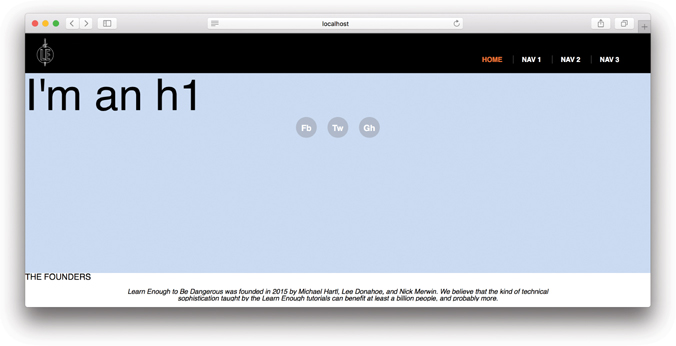 localhost
LE
HOME NAV 1 NAV 2 NAV 3
I'm an h1
Fb Tw Gh
THE FOUNDERS
Learn Enough to Be Dangerous was founded in 2015 by Michael Hartl, Lee Donahoe, and Nick Merwin. We believe that the kind of technical
sophistication taught by the Learn Enough tutorials can benefit at least a billion people, and probably more.